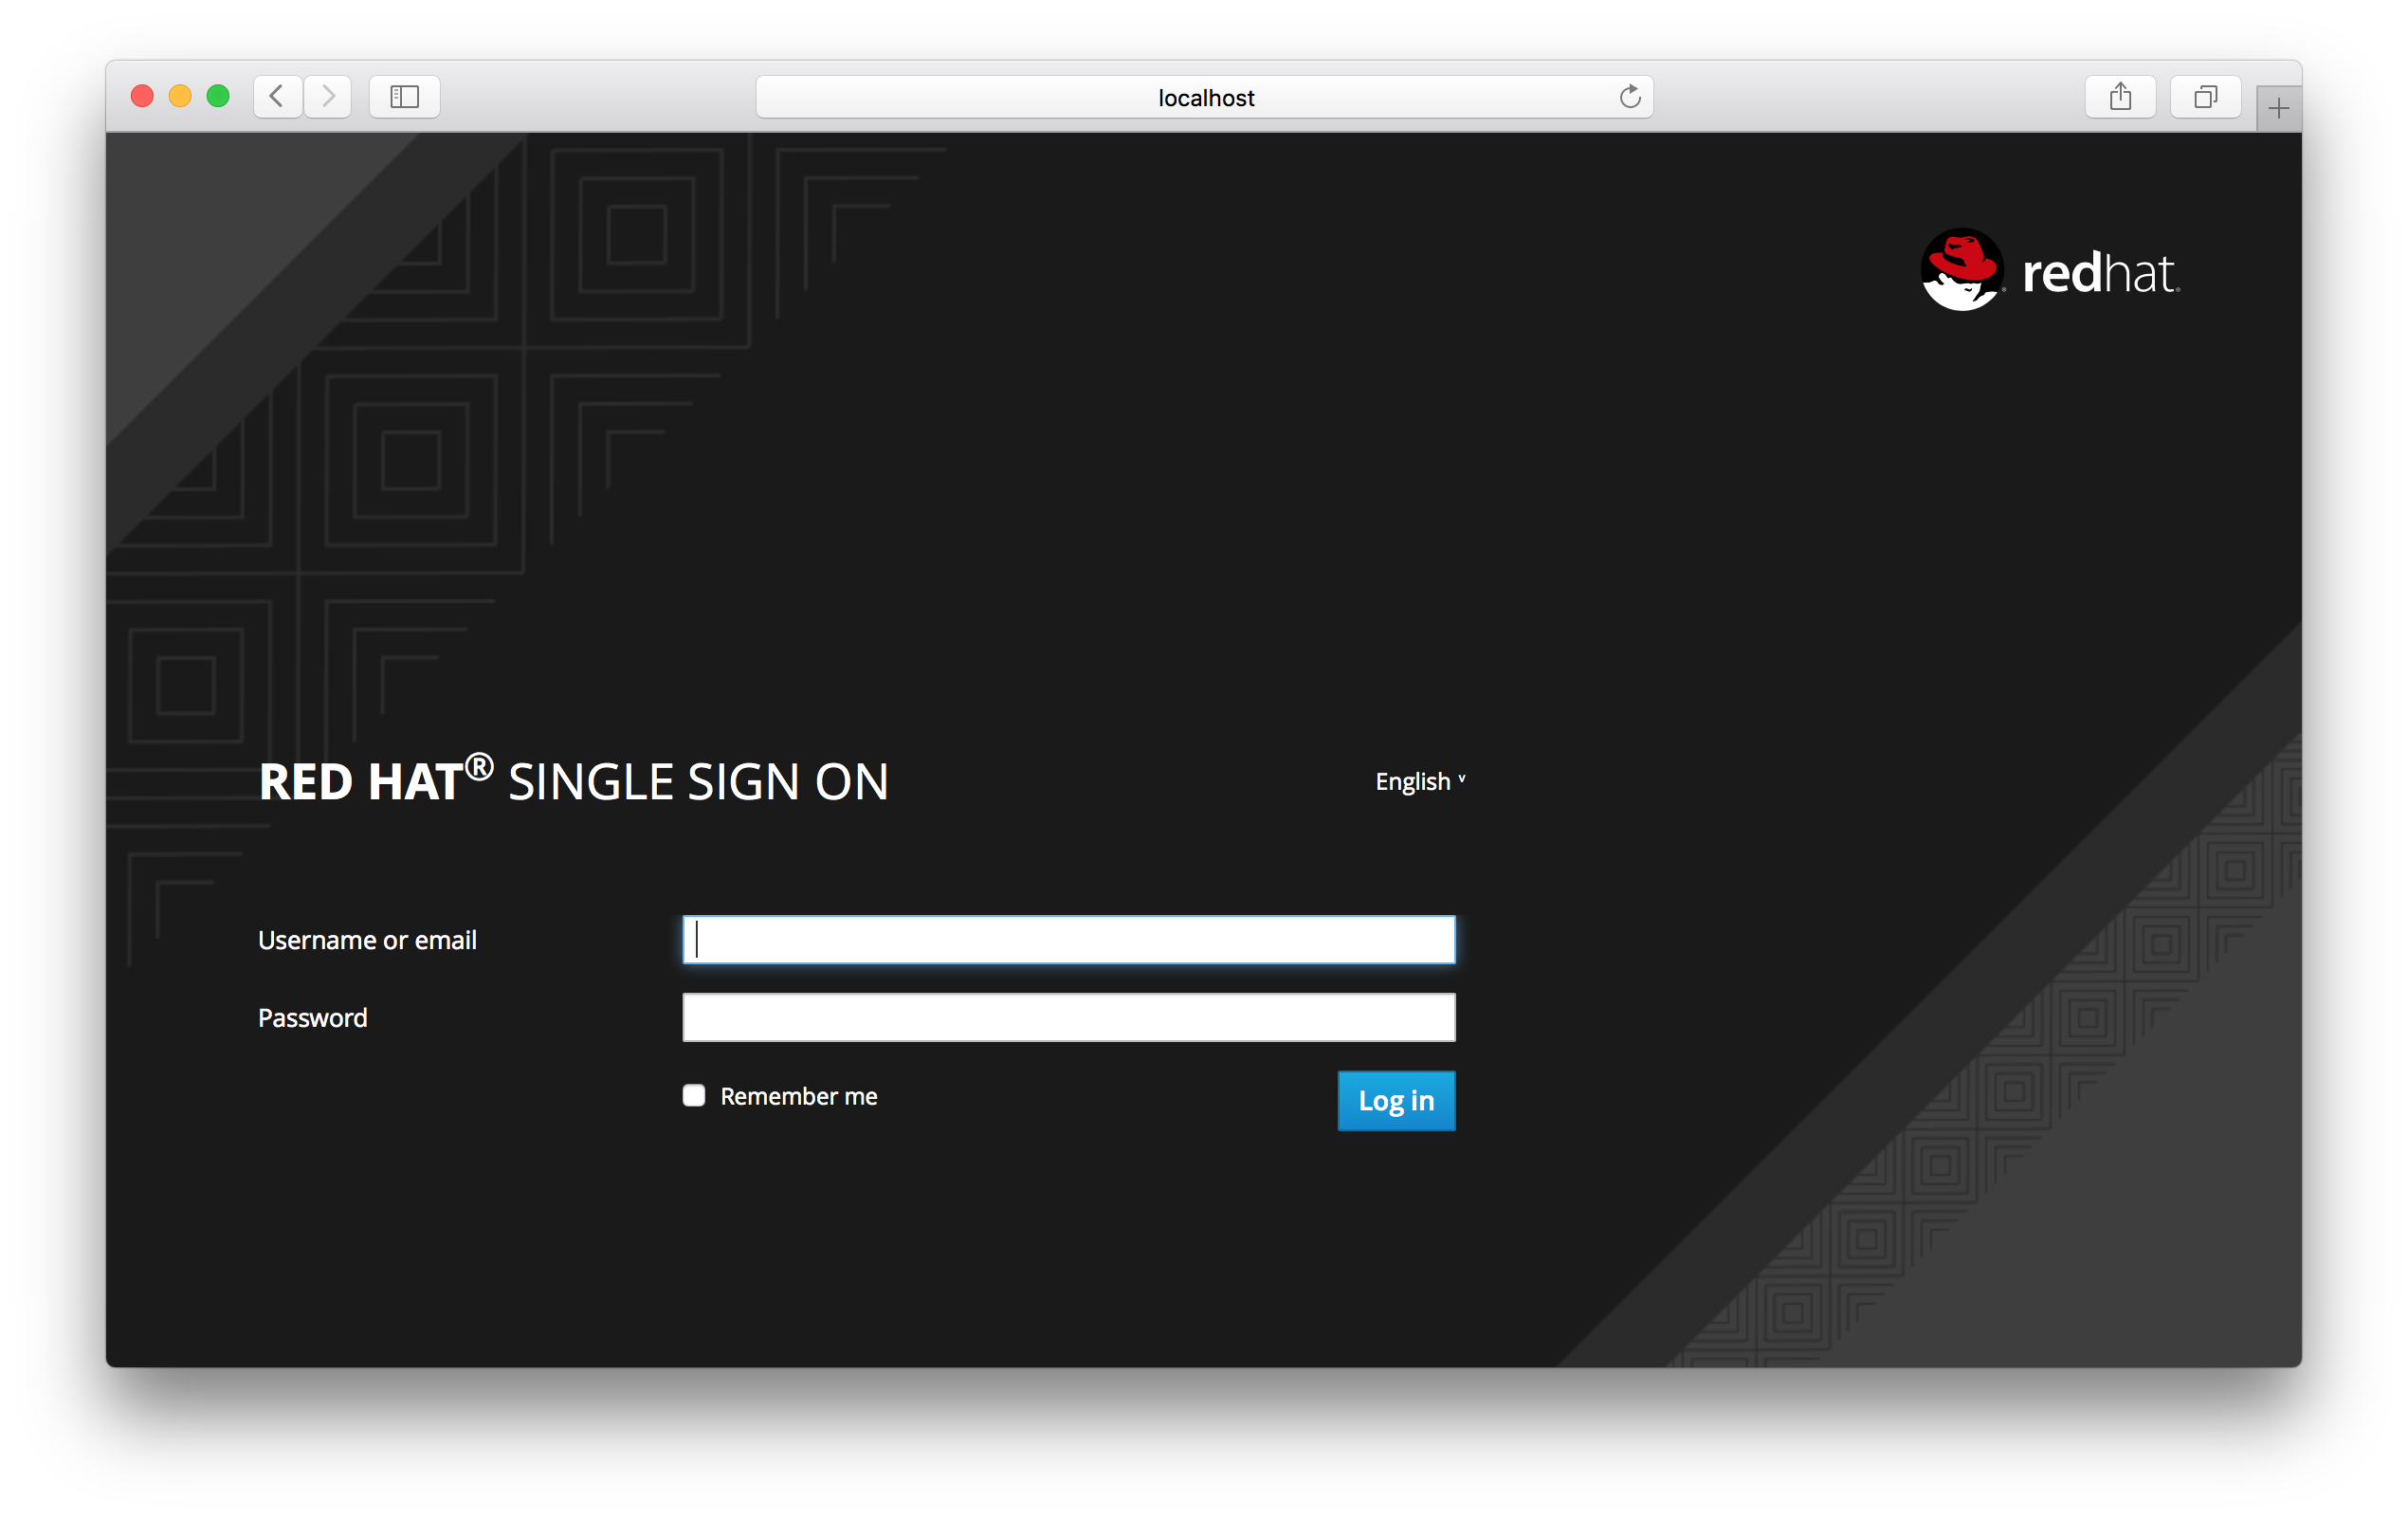 localhost
redhat.
RED HAT® SINGLE SIGN ON
English ˅
Username or email
Password
Remember me
Log in